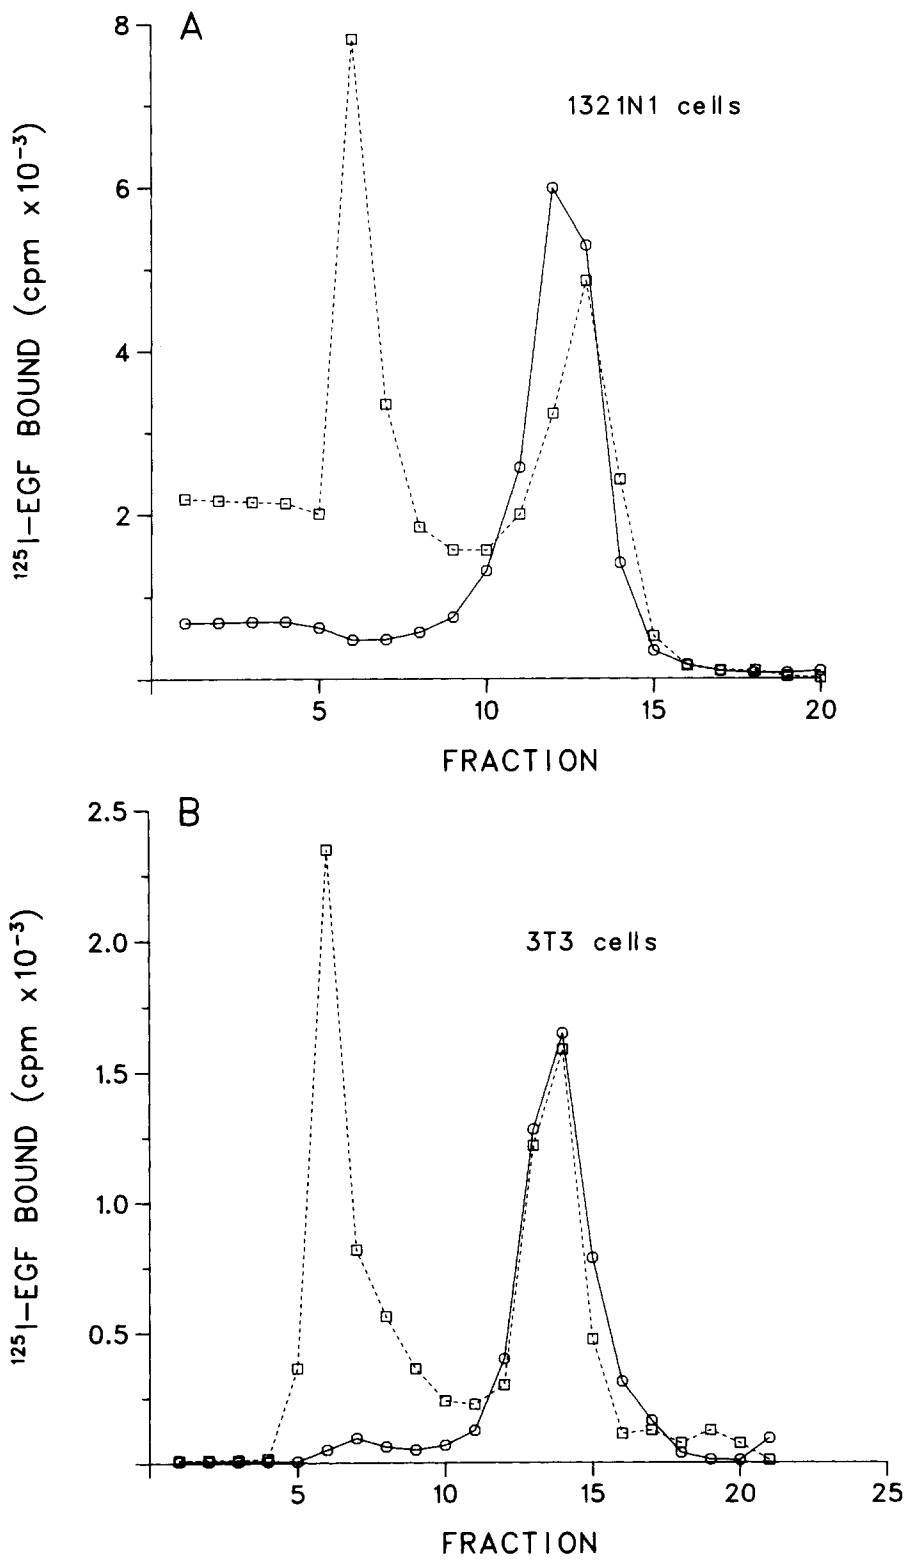 A
1321N1 cells
¹²⁵I–EGF BOUND (cpm x10⁻³)
8
6
4
2
5 10 15 20
FRACTION
B
3T3 cells
¹²⁵I–EGF BOUND (cpm x10⁻³)
2.5
2.0
1.5
1.0
0.5
5 10 15 20 25
FRACTION